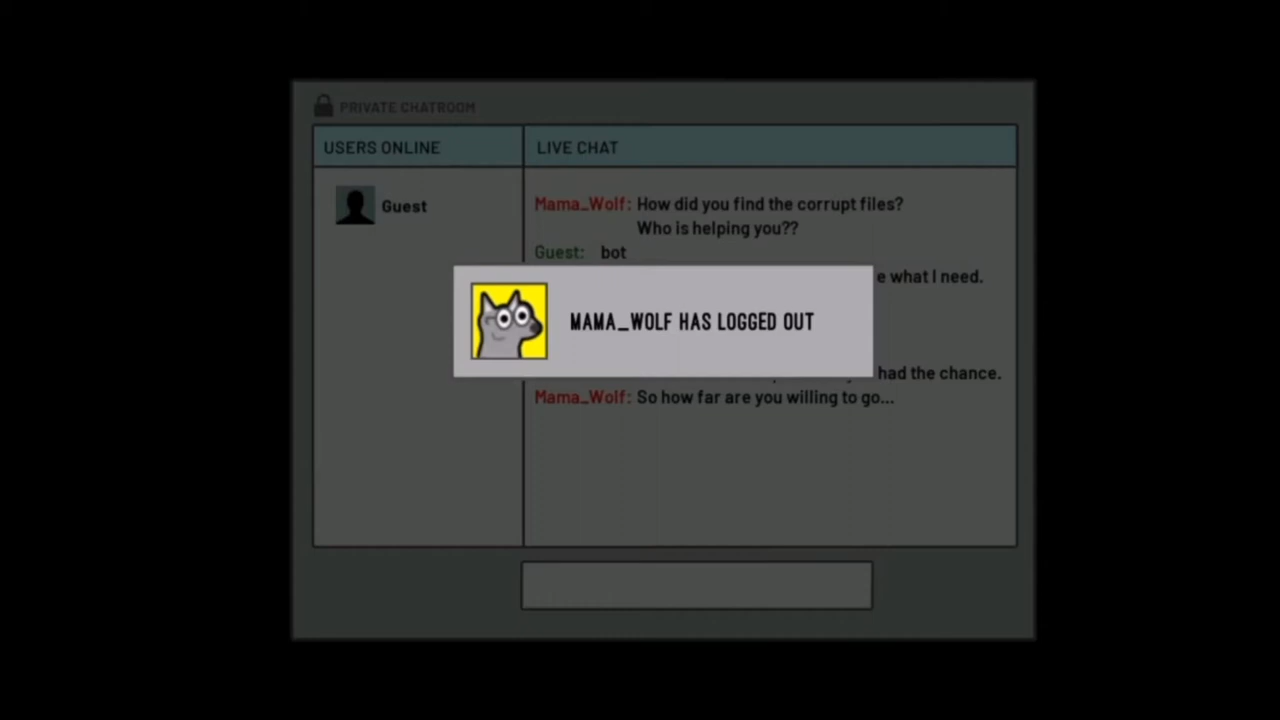 PRIVATE CHATROOM
USERS ONLINE
LIVE CHAT
Guest
Mama_Wolf: How did you find the corrupt files?
Who is helping you??
Guest: bot
e what I need.
MAMA_WOLF HAS LOGGED OUT
had the chance.
Mama_Wolf: So how far are you willing to go...